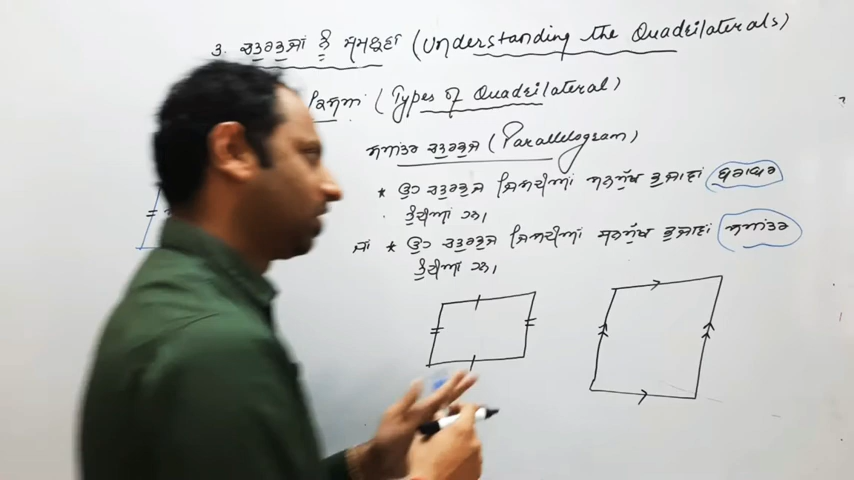 3. ਚਤੁਰਭੁਜਾਂ ਨੂੰ ਸਮਝਣਾ (Understanding the Quadrilaterals)
ਕਿਸਮਾਂ (Types of Quadrilateral)
ਸਮਾਂਤਰ ਚਤੁਰਭੁਜ (Parallelogram)
* ਉਹ ਚਤੁਰਭੁਜ ਜਿਸਦੀਆਂ ਸਨਮੁੱਖ ਭੁਜਾਵਾਂ ਬਰਾਬਰ
ਹੁੰਦੀਆਂ ਹਨ।
ਜਾਂ * ਉਹ ਚਤੁਰਭੁਜ ਜਿਸਦੀਆਂ ਸਨਮੁੱਖ ਭੁਜਾਵਾਂ ਸਮਾਂਤਰ
ਹੁੰਦੀਆਂ ਹਨ।